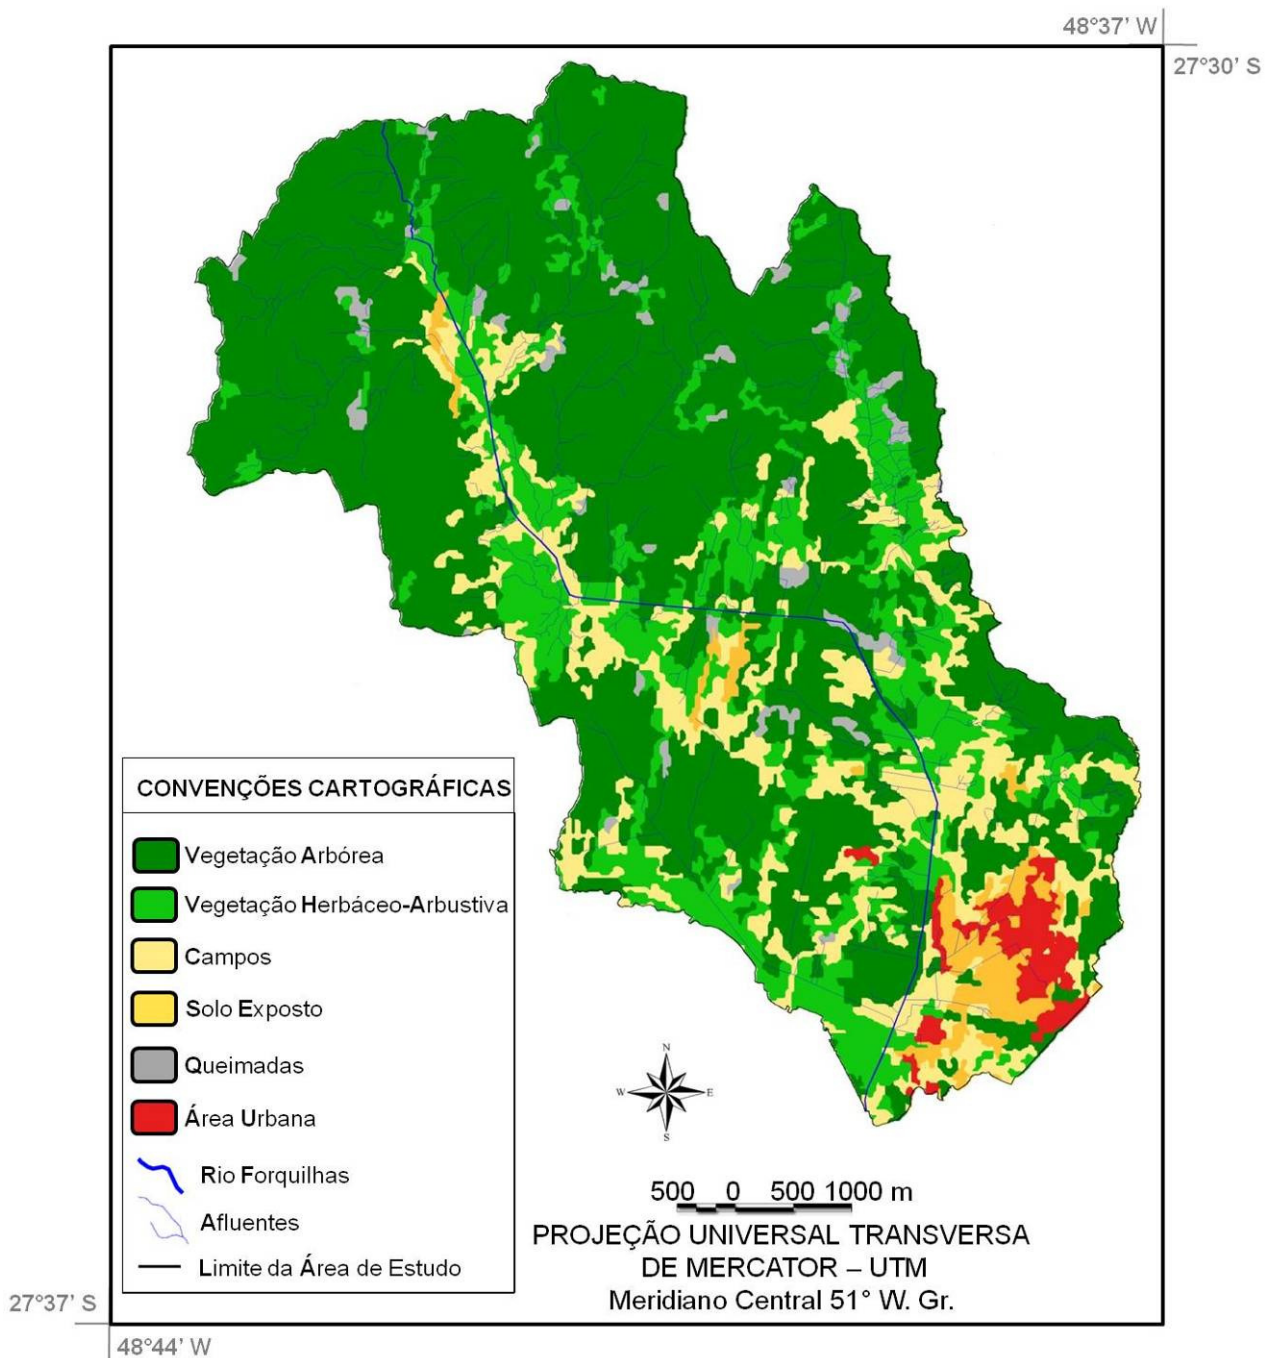 48°37' W
27°30' S
CONVENÇÕES CARTOGRÁFICAS
Vegetação Arbórea
Vegetação Herbáceo-Arbustiva
Campos
Solo Exposto
Queimadas
Área Urbana
Rio Forquilhas
Afluentes
Limite da Área de Estudo
N
W E
S
500 0 500 1000 m
PROJEÇÃO UNIVERSAL TRANSVERSA
DE MERCATOR – UTM
Meridiano Central 51° W. Gr.
27°37' S
48°44' W